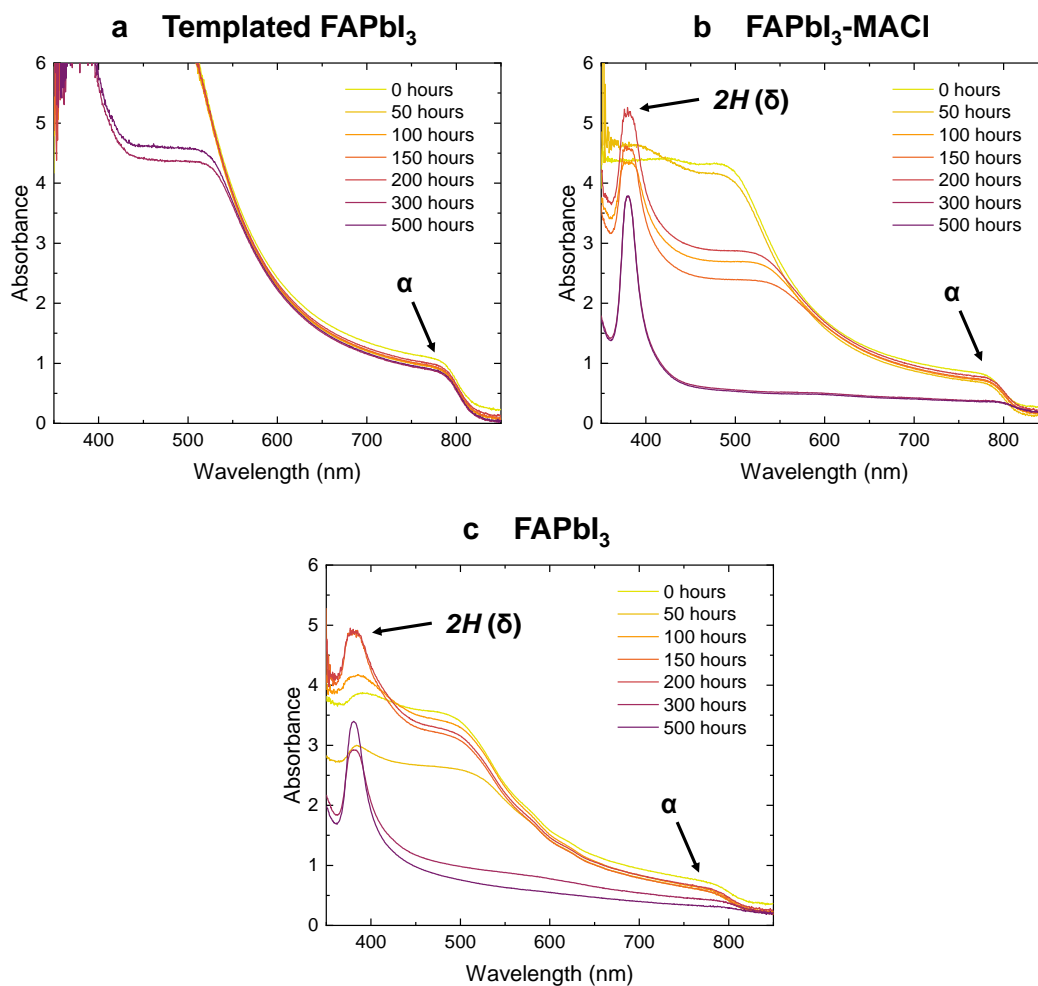 a Templated FAPbI₃
6
5
4
3
2
1
0
Absorbance
400 500 600 700 800
Wavelength (nm)
0 hours
50 hours
100 hours
150 hours
200 hours
300 hours
500 hours
α
b FAPbI₃-MACl
6
5
4
3
2
1
0
Absorbance
400 500 600 700 800
Wavelength (nm)
2H (δ)
0 hours
50 hours
100 hours
150 hours
200 hours
300 hours
500 hours
α
c FAPbI₃
6
5
4
3
2
1
0
Absorbance
400 500 600 700 800
Wavelength (nm)
2H (δ)
0 hours
50 hours
100 hours
150 hours
200 hours
300 hours
500 hours
α